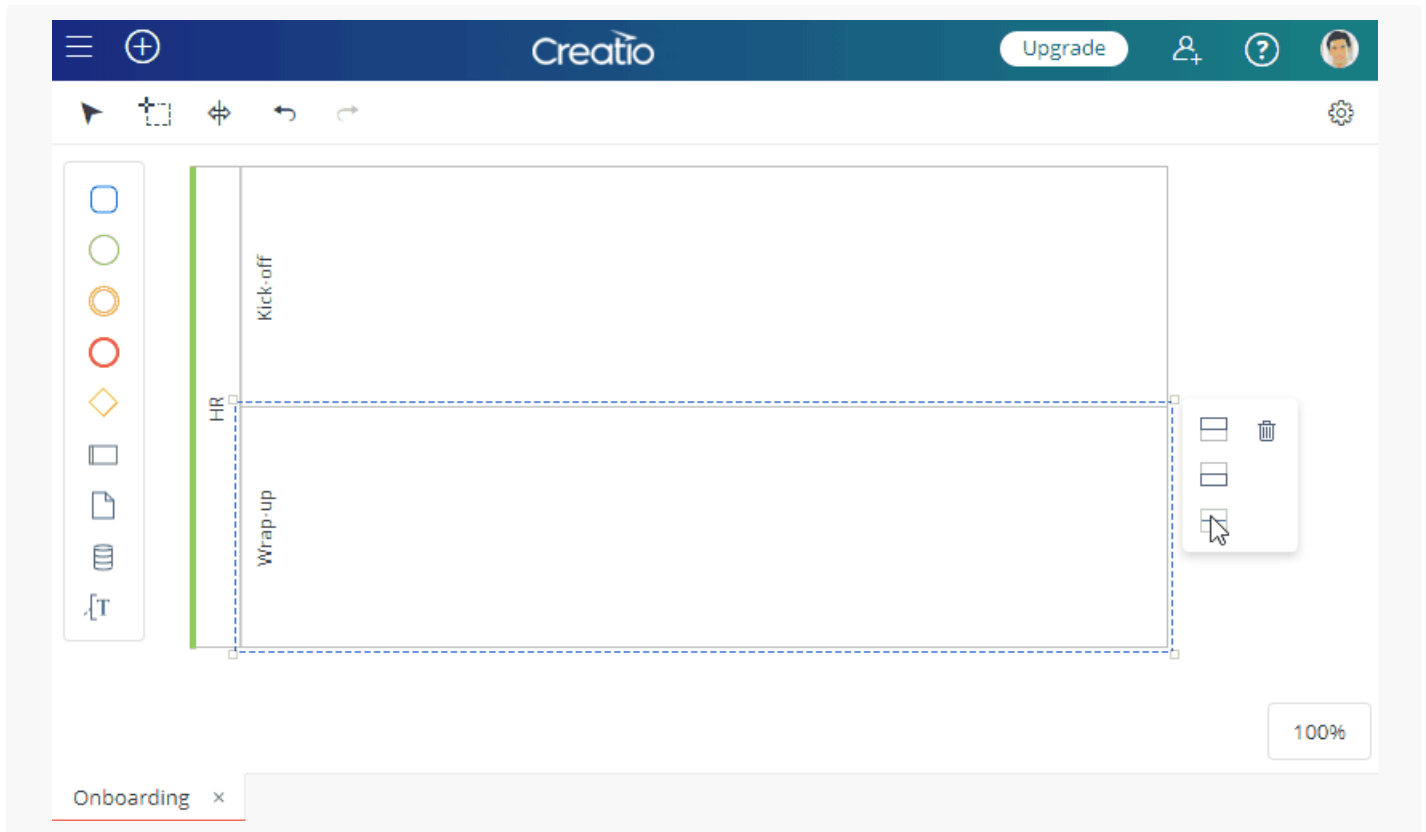 Creatio
Upgrade
Kick-off
HR
Wrap-up
T
100%
Onboarding ×